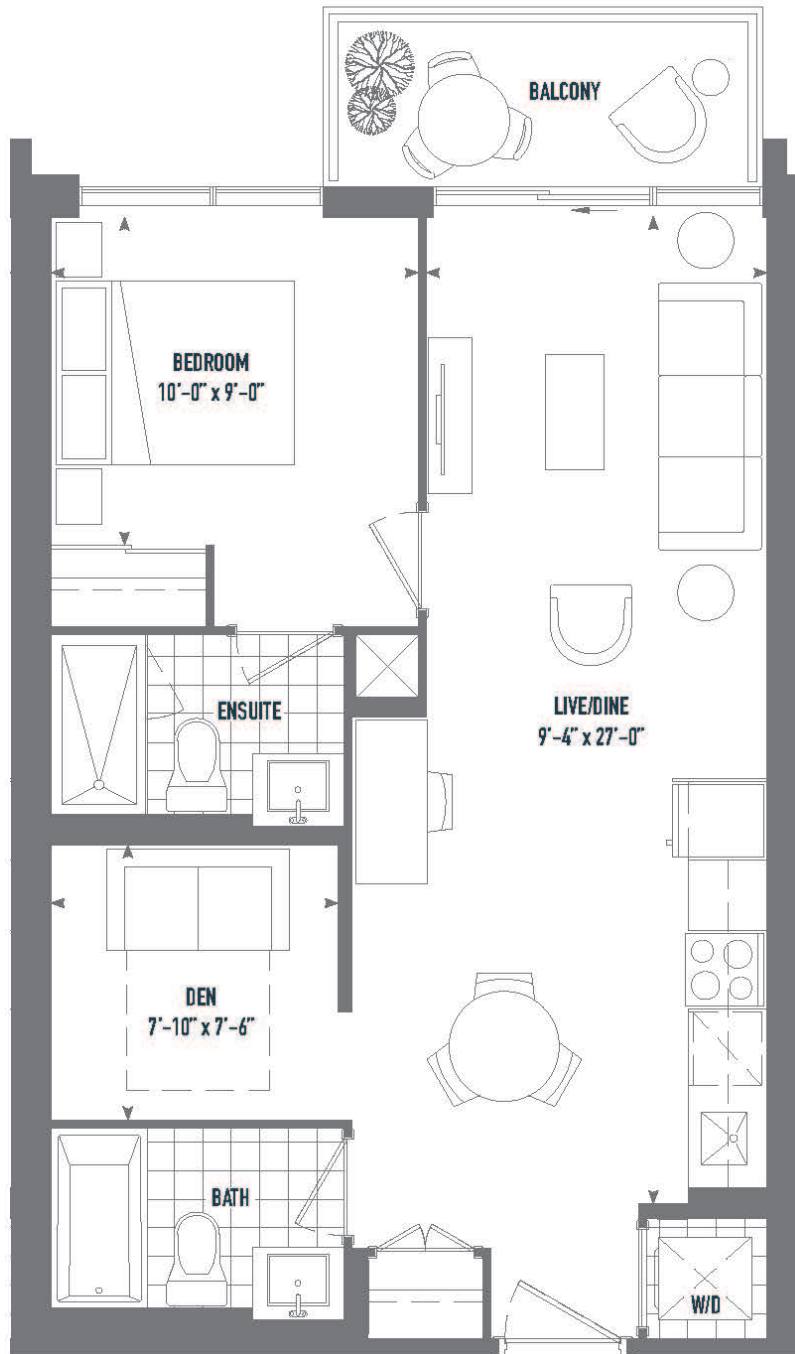 BALCONY
BEDROOM
10'-0" x 9'-0"
ENSUITE
LIVE/DINE
9'-4" x 27'-0"
DEN
7'-10" x 7'-6"
BATH
W/D